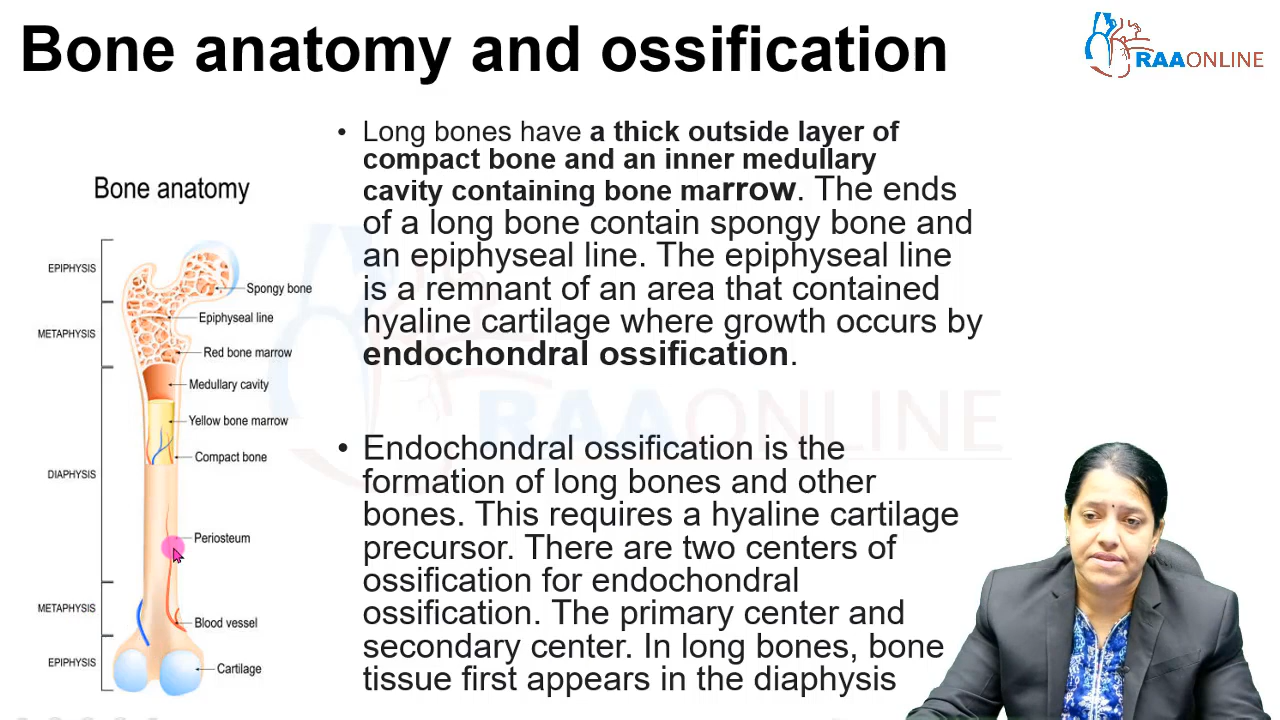 Bone anatomy and ossification
RAAONLINE
• Long bones have a thick outside layer of
compact bone and an inner medullary
cavity containing bone marrow. The ends
of a long bone contain spongy bone and
an epiphyseal line. The epiphyseal line
is a remnant of an area that contained
hyaline cartilage where growth occurs by
endochondral ossification.
• Endochondral ossification is the
formation of long bones and other
bones. This requires a hyaline cartilage
precursor. There are two centers of
ossification for endochondral
ossification. The primary center and
secondary center. In long bones, bone
tissue first appears in the diaphysis
Bone anatomy
EPIPHYSIS
Spongy bone
Epiphyseal line
METAPHYSIS
Red bone marrow
Medullary cavity
Yellow bone marrow
Compact bone
DIAPHYSIS
Periosteum
METAPHYSIS
Blood vessel
EPIPHYSIS
Cartilage
RAAONLINE